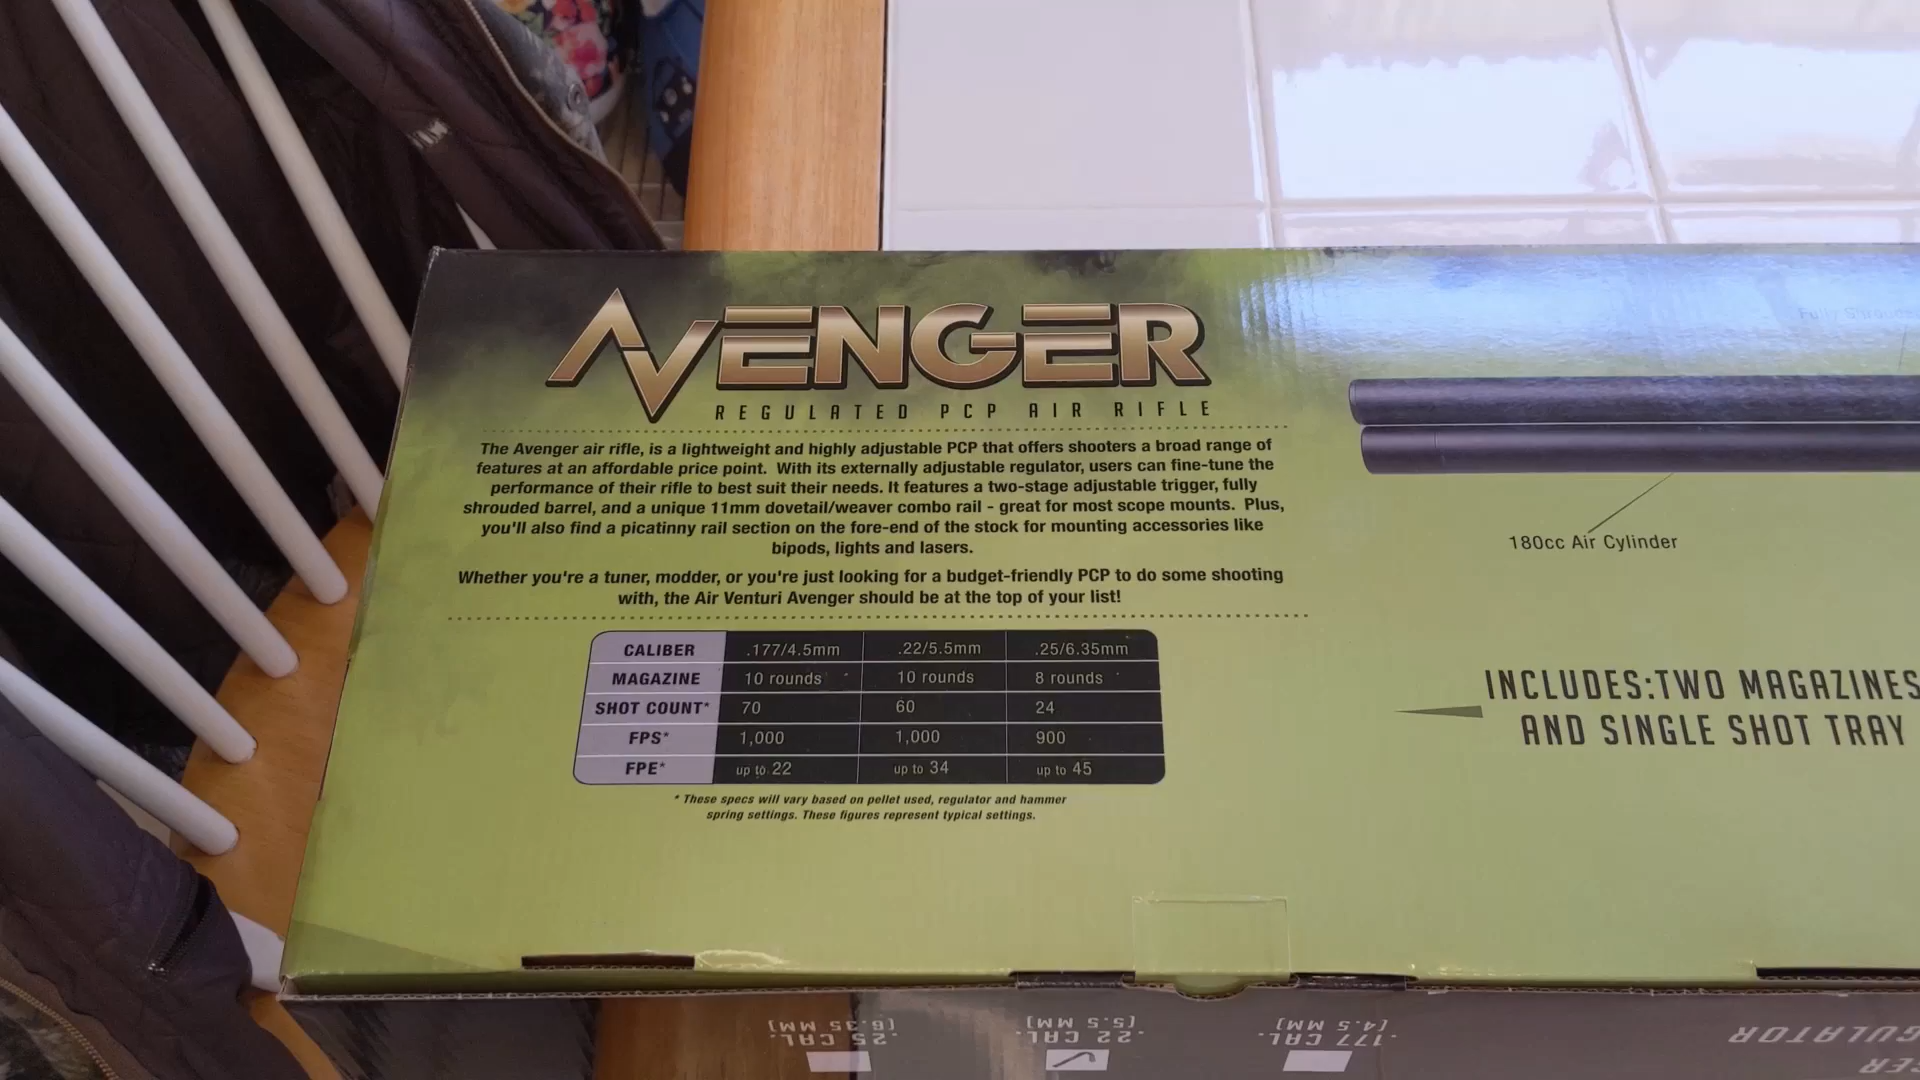 AVENGER
REGULATED PCP AIR RIFLE
The Avenger air rifle, is a lightweight and highly adjustable PCP that offers shooters a broad range of
features at an affordable price point. With its externally adjustable regulator, users can fine-tune the
performance of their rifle to best suit their needs. It features a two-stage adjustable trigger, fully
shrouded barrel, and a unique 11mm dovetail/weaver combo rail - great for most scope mounts. Plus,
you'll also find a picatinny rail section on the fore-end of the stock for mounting accessories like
bipods, lights and lasers.
Whether you're a tuner, modder, or you're just looking for a budget-friendly PCP to do some shooting
with, the Air Venturi Avenger should be at the top of your list!
CALIBER .177/4.5mm .22/5.5mm .25/6.35mm
MAGAZINE 10 rounds 10 rounds 8 rounds
SHOT COUNT* 70 60 24
FPS* 1,000 1,000 900
FPE* up to 22 up to 34 up to 45
* These specs will vary based on pellet used, regulator and hammer
spring settings. These figures represent typical settings.
Fully
180cc Air Cylinder
INCLUDES:TWO MAGAZINES
AND SINGLE SHOT TRAY
.177 CAL.
[4.5 MM]
.22 CAL.
[5.5 MM]
.25 CAL.
[6.35 MM]